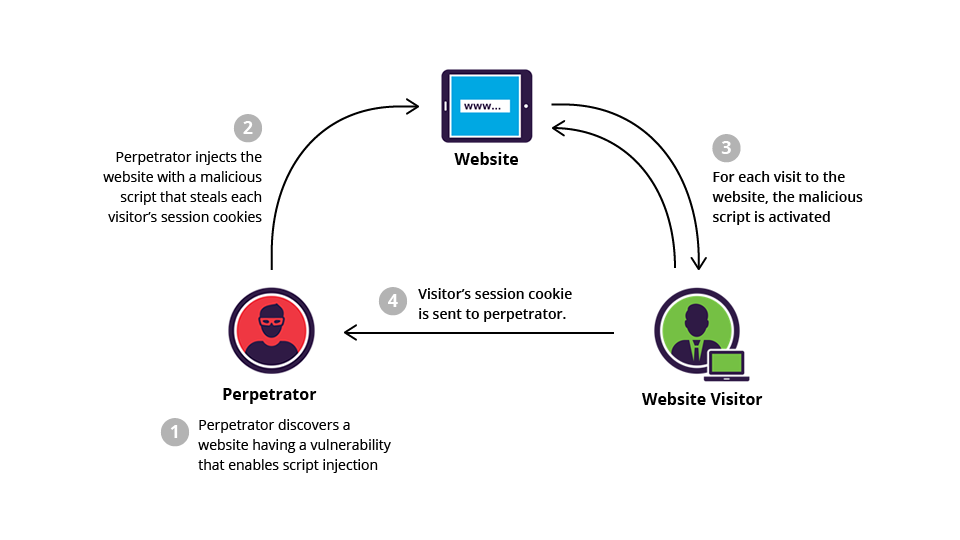 www...
Website
2
Perpetrator injects the
website with a malicious
script that steals each
visitor's session cookies
3
For each visit to the
website, the malicious
script is activated
4
Visitor's session cookie
is sent to perpetrator.
Perpetrator
Website Visitor
1
Perpetrator discovers a
website having a vulnerability
that enables script injection